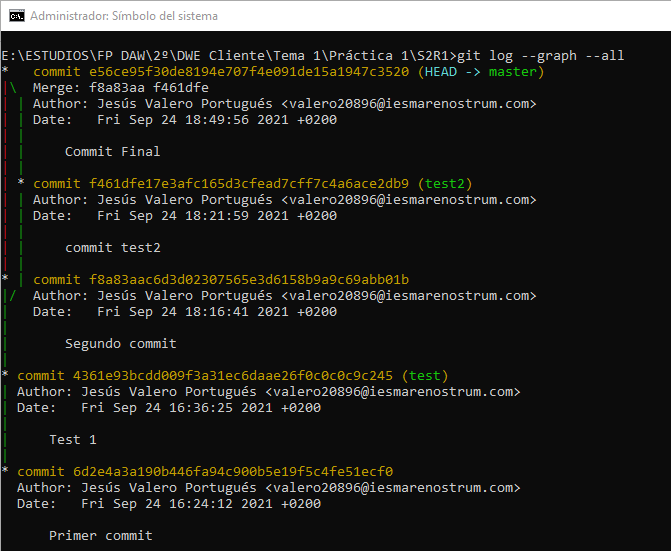 Administrador: Símbolo del sistema
E:\ESTUDIOS\FP DAW\2º\DWE Cliente\Tema 1\Práctica 1\S2R1>git log --graph --all
*   commit e56ce95f30de8194e707f4e091de15a1947c3520 (HEAD -> master)
|\  Merge: f8a83aa f461dfe
| | Author: Jesús Valero Portugués <valero20896@iesmarenostrum.com>
| | Date:   Fri Sep 24 18:49:56 2021 +0200
| |
| |     Commit Final
| |
| * commit f461dfe17e3afc165d3cfead7cff7c4a6ace2db9 (test2)
| | Author: Jesús Valero Portugués <valero20896@iesmarenostrum.com>
| | Date:   Fri Sep 24 18:21:59 2021 +0200
| |
| |     commit test2
| |
* | commit f8a83aac6d3d02307565e3d6158b9a9c69abb01b
|/  Author: Jesús Valero Portugués <valero20896@iesmarenostrum.com>
|   Date:   Fri Sep 24 18:16:41 2021 +0200
|
|       Segundo commit
|
* commit 4361e93bcdd009f3a31ec6daae26f0c0c0c9c245 (test)
| Author: Jesús Valero Portugués <valero20896@iesmarenostrum.com>
| Date:   Fri Sep 24 16:36:25 2021 +0200
|
|     Test 1
|
* commit 6d2e4a3a190b446fa94c900b5e19f5c4fe51ecf0
  Author: Jesús Valero Portugués <valero20896@iesmarenostrum.com>
  Date:   Fri Sep 24 16:24:12 2021 +0200

      Primer commit